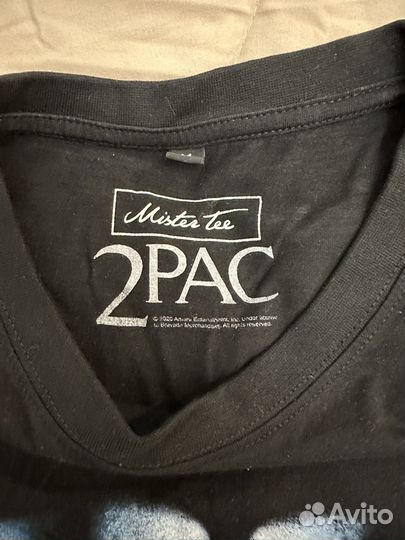 Mister Tee
2PAC
© 2020 Amaru Entertainment, Inc. Under license
to Bravado Merchandise. All rights reserved.
Avito